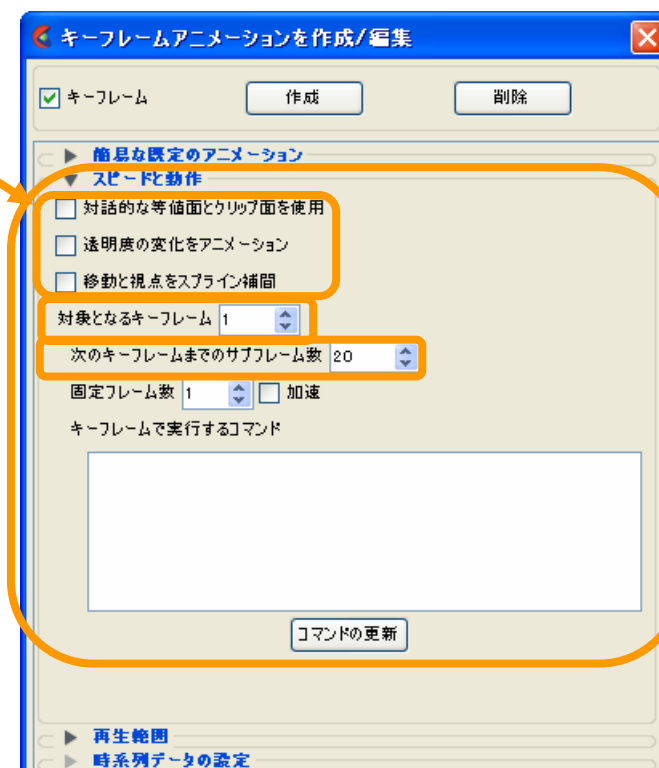 キーフレームアニメーションを作成/編集
キーフレーム 作成 削除
簡易な既定のアニメーション
スピードと動作
対話的な等値面とクリップ面を使用
透明度の変化をアニメーション
移動と視点をスプライン補間
対象となるキーフレーム 1
次のキーフレームまでのサブフレーム数 20
固定フレーム数 1 加速
キーフレームで実行するコマンド
コマンドの更新
再生範囲
時系列データの設定